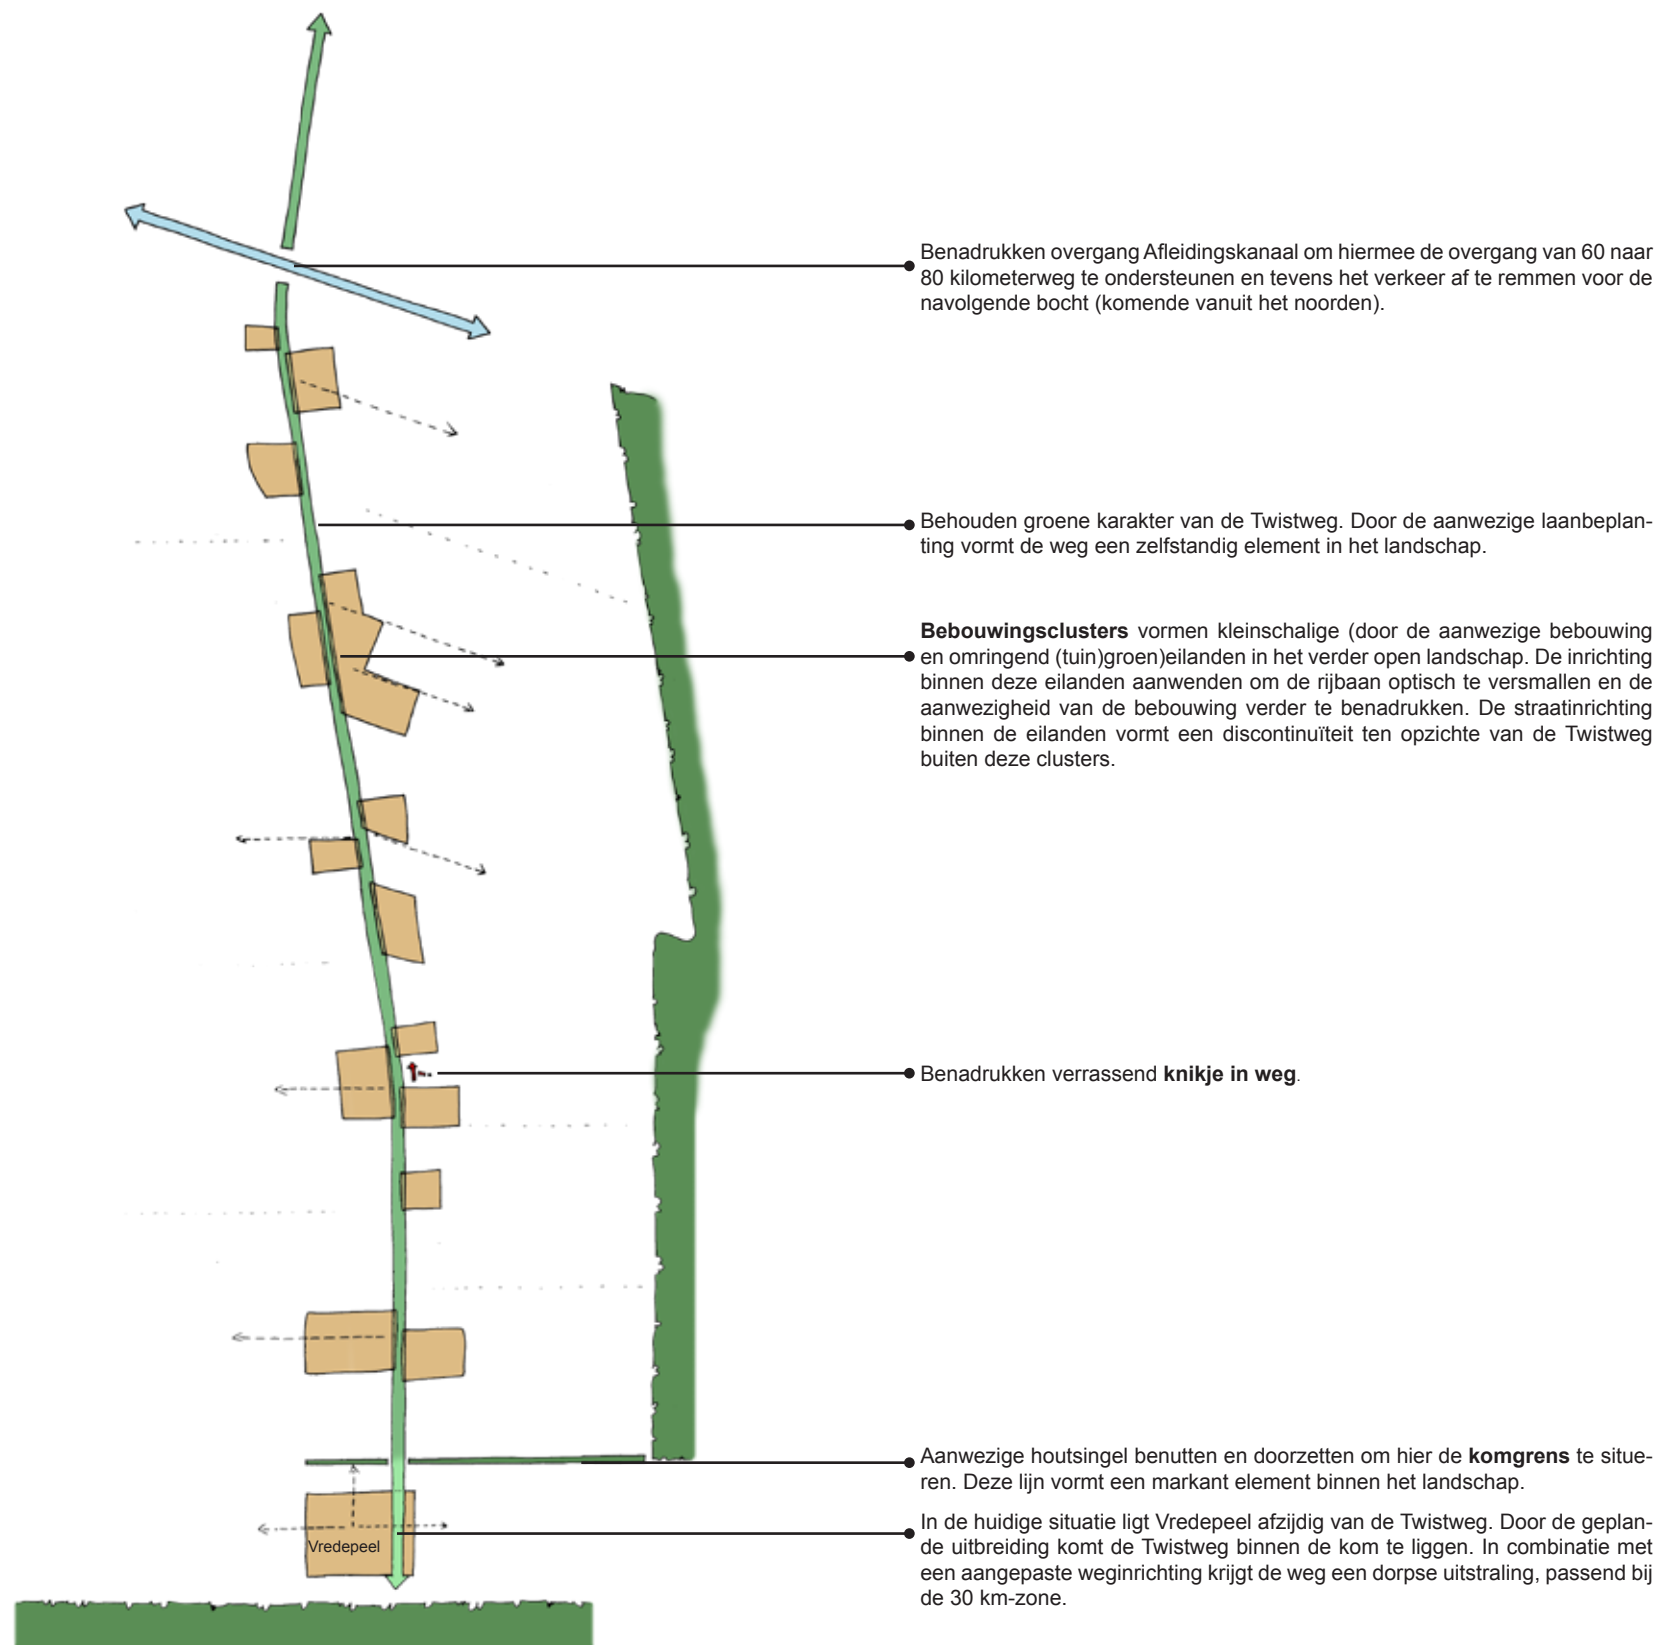 Benadrukken overgang Afleidingskanaal om hiermee de overgang van 60 naar
80 kilometerweg te ondersteunen en tevens het verkeer af te remmen voor de
navolgende bocht (komende vanuit het noorden).
Behouden groene karakter van de Twistweg. Door de aanwezige laanbeplan-
ting vormt de weg een zelfstandig element in het landschap.
Bebouwingsclusters vormen kleinschalige (door de aanwezige bebouwing
en omringend (tuin)groen)eilanden in het verder open landschap. De inrichting
binnen deze eilanden aanwenden om de rijbaan optisch te versmallen en de
aanwezigheid van de bebouwing verder te benadrukken. De straatinrichting
binnen de eilanden vormt een discontinuïteit ten opzichte van de Twistweg
buiten deze clusters.
Benadrukken verrassend knikje in weg.
Aanwezige houtsingel benutten en doorzetten om hier de komgrens te situe-
ren. Deze lijn vormt een markant element binnen het landschap.
In de huidige situatie ligt Vredepeel afzijdig van de Twistweg. Door de geplan-
de uitbreiding komt de Twistweg binnen de kom te liggen. In combinatie met
een aangepaste weginrichting krijgt de weg een dorpse uitstraling, passend bij
de 30 km-zone.
Vredepeel